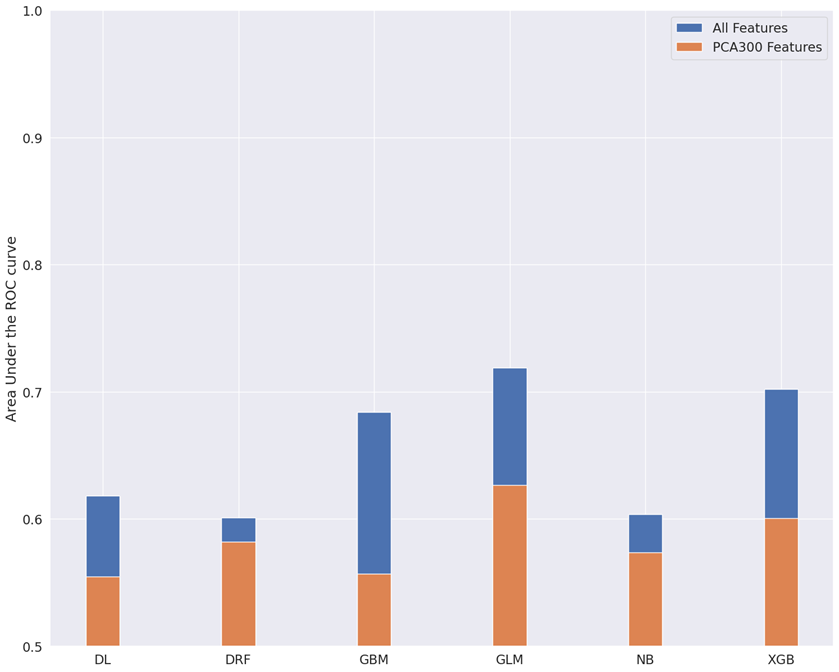 All Features
PCA300 Features
Area Under the ROC curve
1.0
0.9
0.8
0.7
0.6
0.5
DL DRF GBM GLM NB XGB